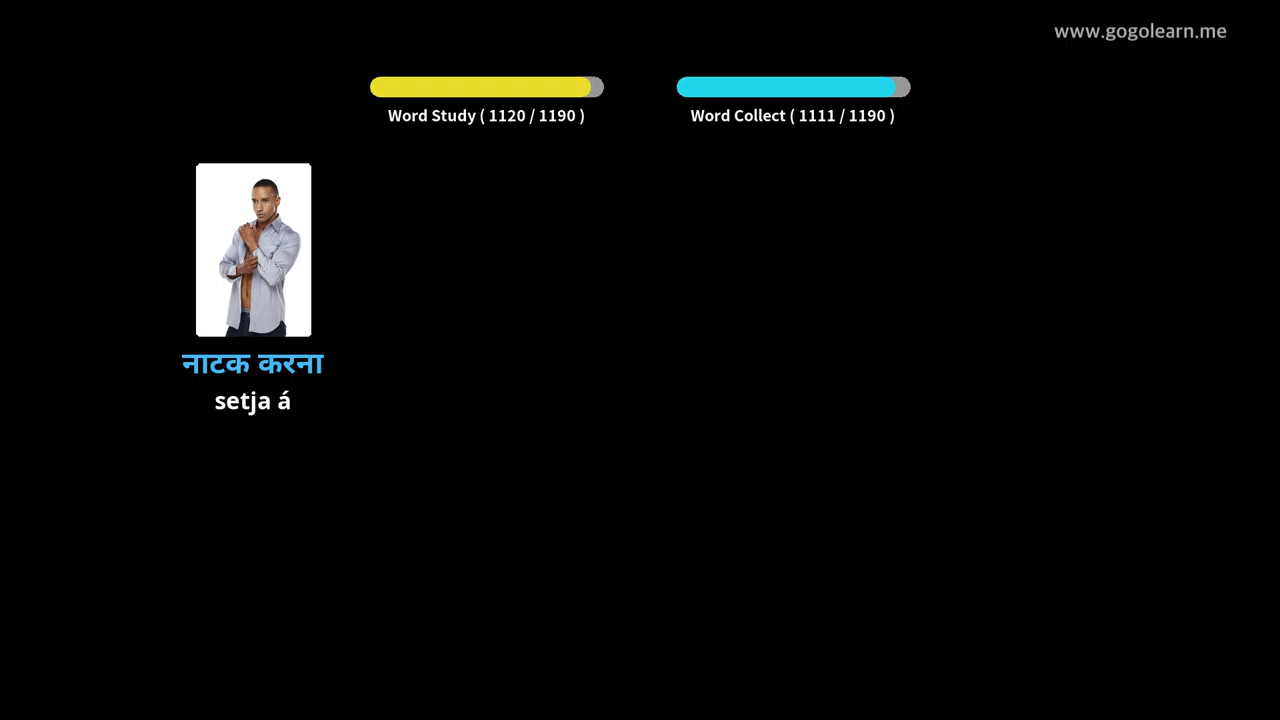 www.gogolearn.me
Word Study ( 1120 / 1190 )
Word Collect ( 1111 / 1190 )
नाटक करना
setja á